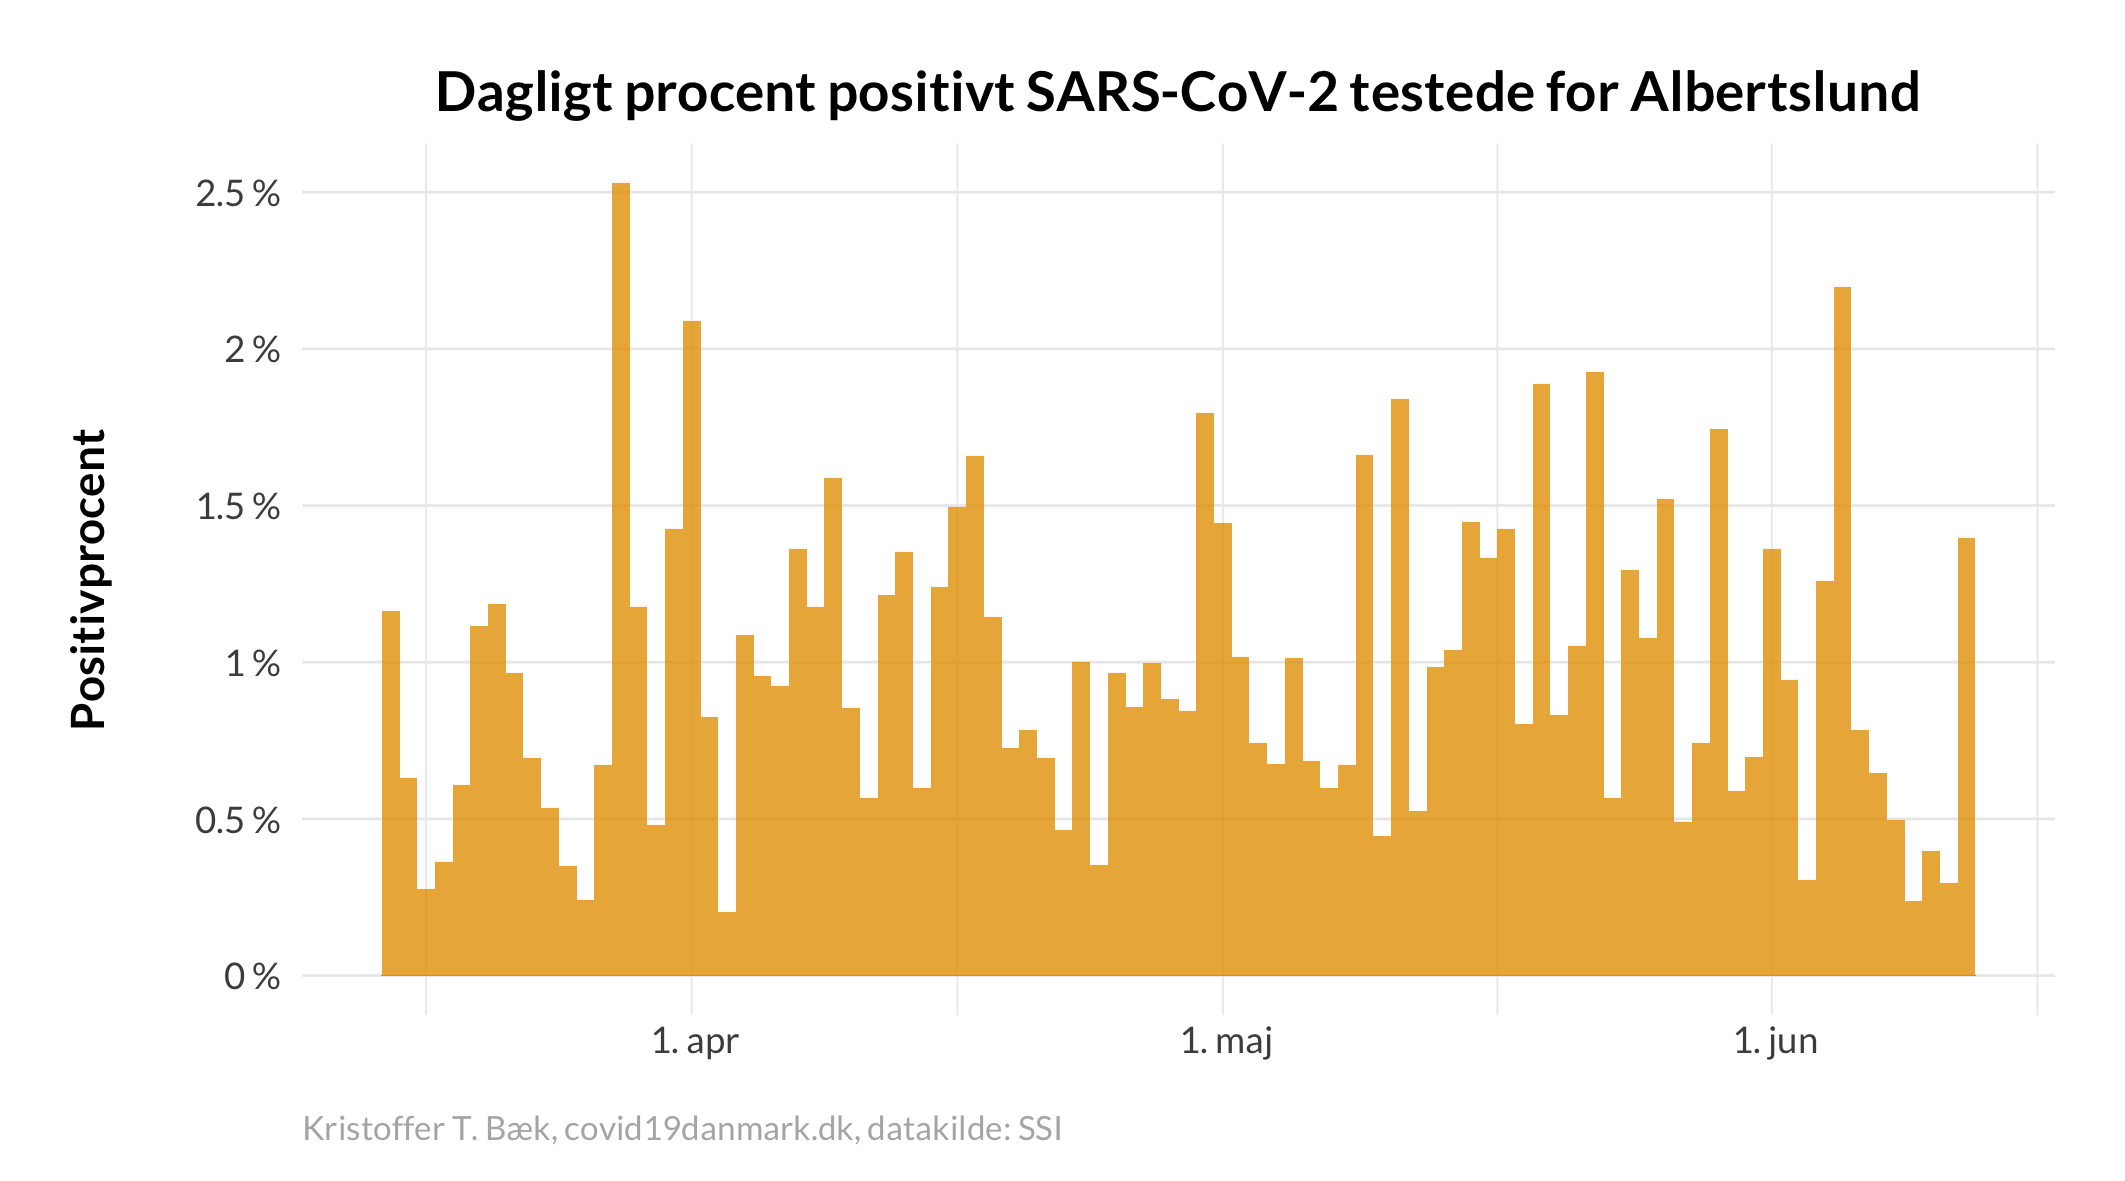 Dagligt procent positivt SARS-CoV-2 testede for Albertslund
Positivprocent
2.5 %
2 %
1.5 %
1 %
0.5 %
0 %
1. apr
1. maj
1. jun
Kristoffer T. Bæk, covid19danmark.dk, datakilde: SSI